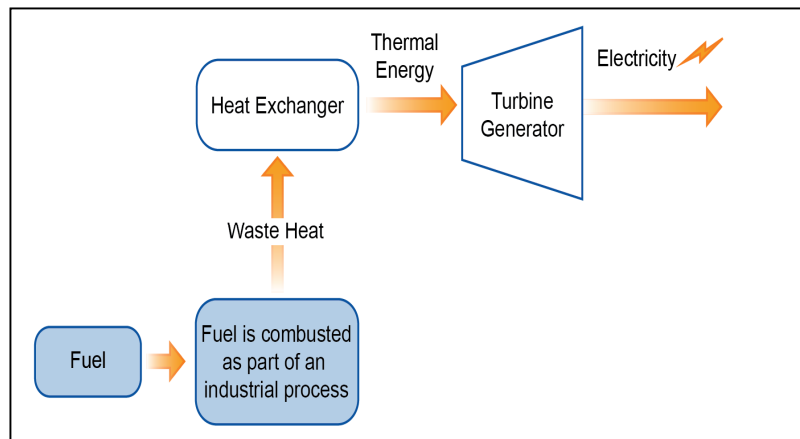 Thermal
Energy
Electricity
Heat Exchanger
Turbine
Generator
Waste Heat
Fuel
Fuel is combusted
as part of an
industrial process